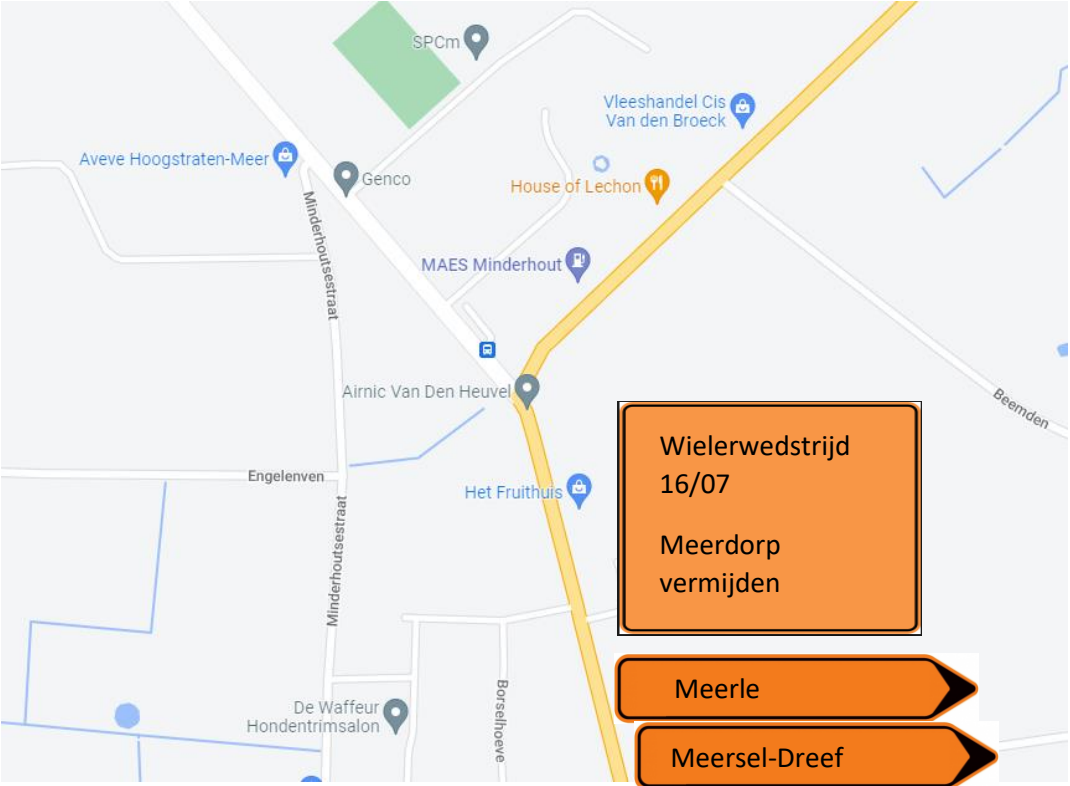 SPCm
Vleeshandel Cis
Van den Broeck
Aveve Hoogstraten-Meer
Genco
House of Lechon
Minderhoutsestraat
MAES Minderhout
Airnic Van Den Heuvel
Beemden
Engelenven
Het Fruithuis
Wielerwedstrijd
16/07
Meerdorp
vermijden
Minderhoutsestraat
Borselhoeve
Meerle
De Waffeur
Hondentrimsalon
Meersel-Dreef